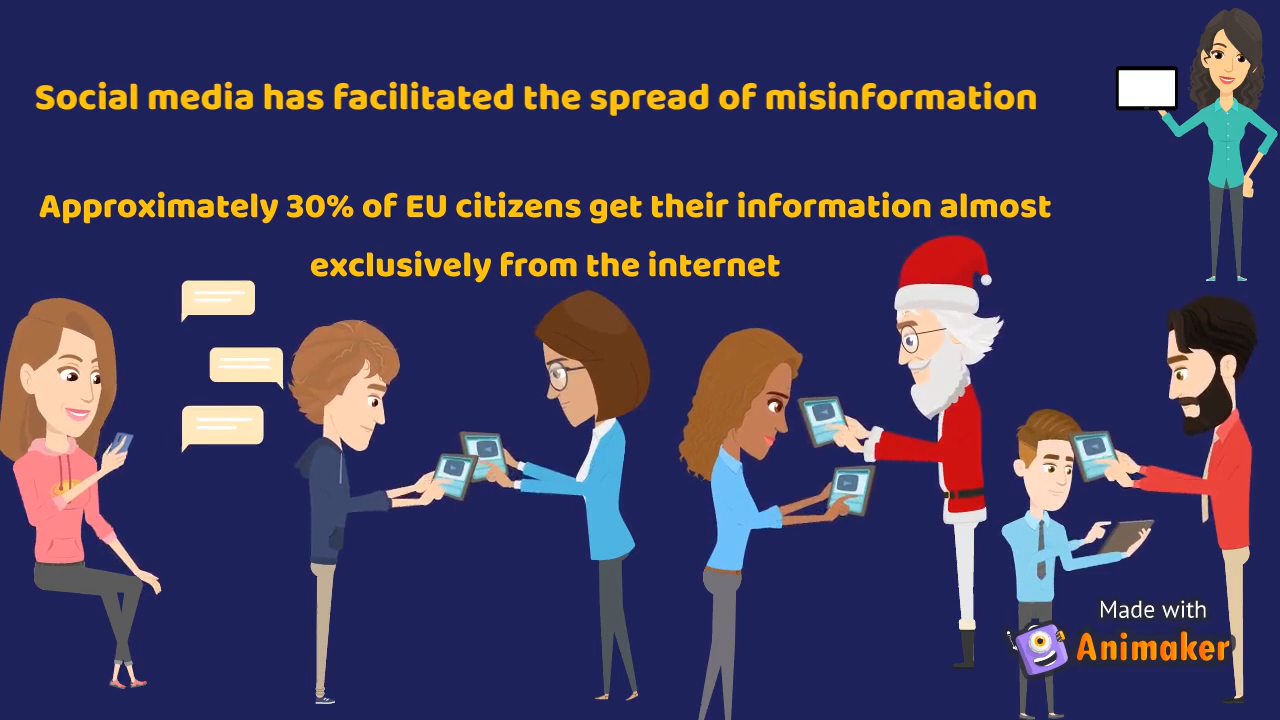 Social media has facilitated the spread of misinformation
Approximately 30% of EU citizens get their information almost
exclusively from the internet
Made with
Animaker